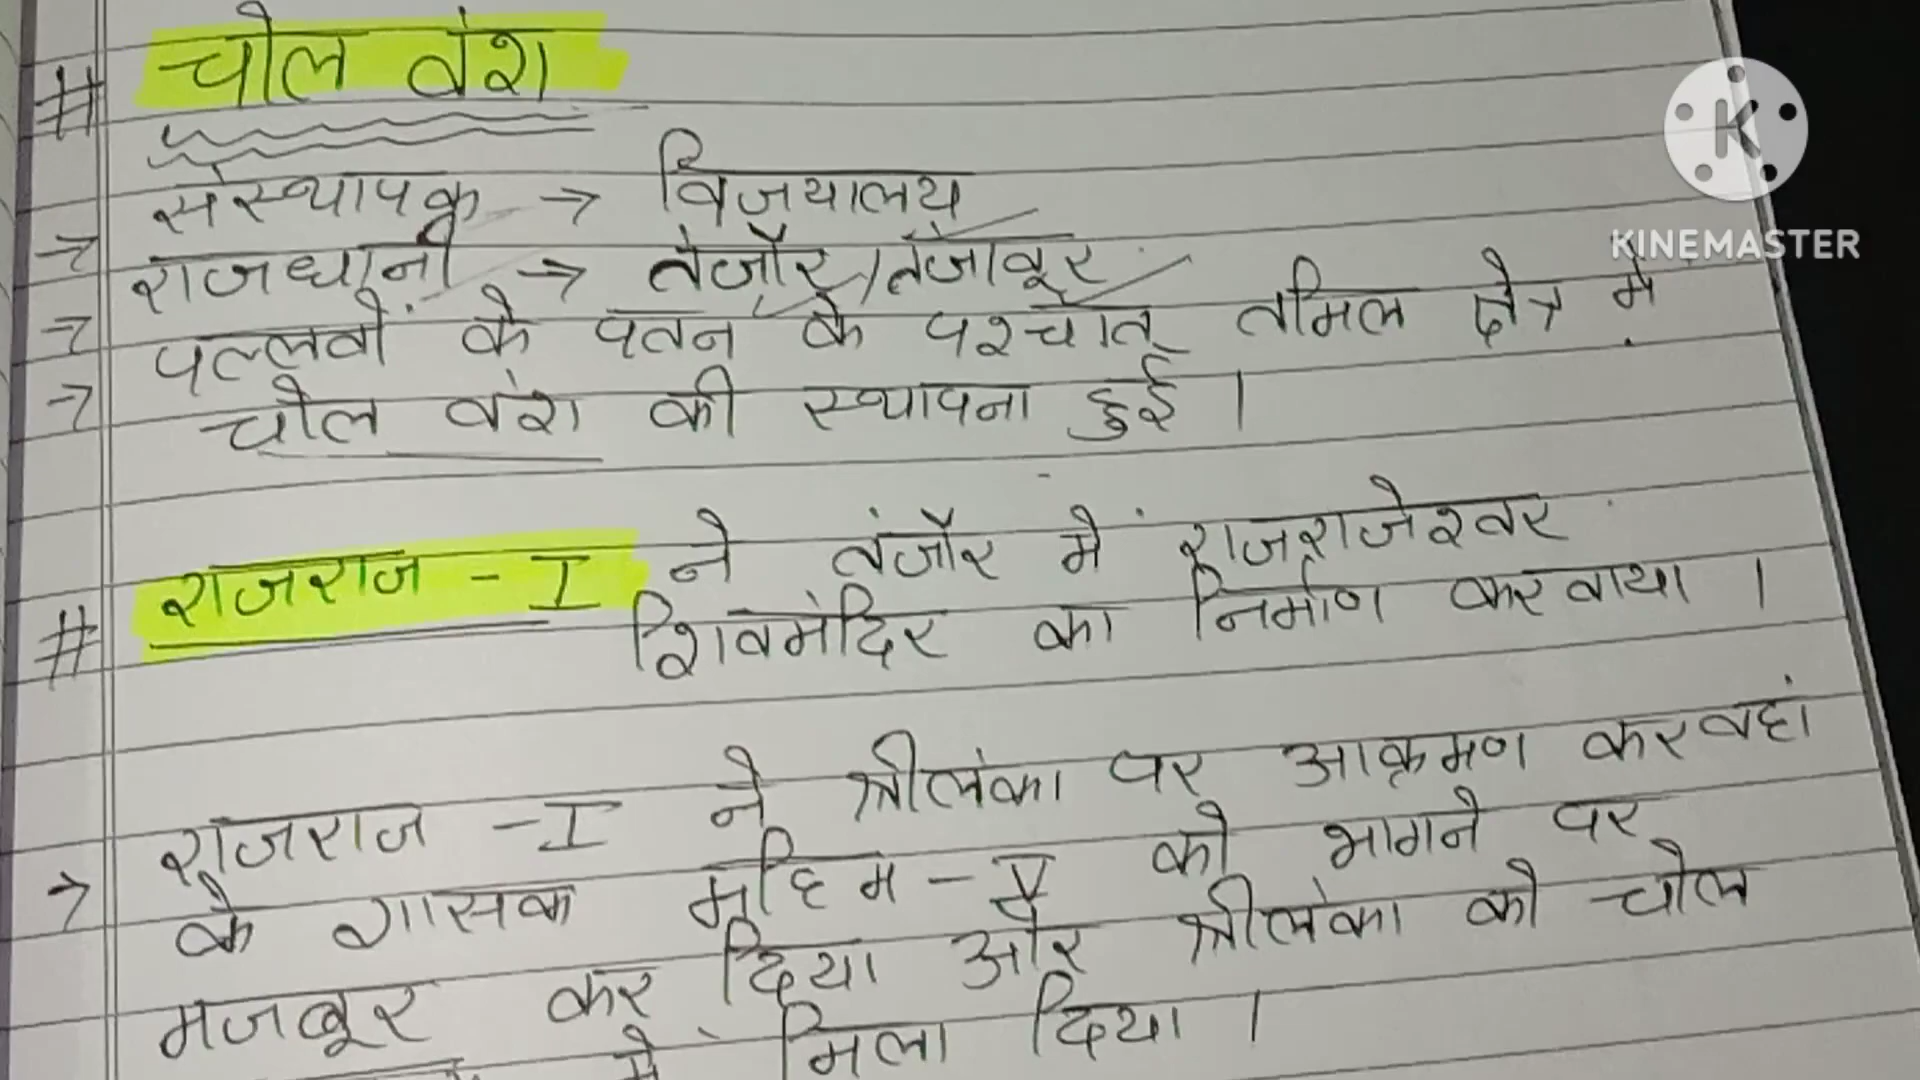 # चोल वंश
K
KINEMASTER
→ संस्थापक → विजयालय
→ राजधानी → तंजौर/तंजावूर
→ पल्लवों के पतन के पश्चात् तमिल क्षेत्र में
चोल वंश की स्थापना हुई ।
# राजराज - I ने तंजौर में राजराजेश्वर
शिवमंदिर का निर्माण करवाया ।
→ राजराज - I ने श्रीलंका पर आक्रमण कर वहां
के शासक महिम - V को भागने पर
मजबूर कर दिया और श्रीलंका को चोल
में मिला दिया ।